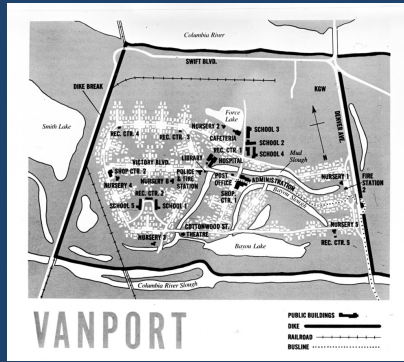 Columbia River
SWIFT BLVD.
DIKE BREAK
KGW
Force
Lake
DENVER AVE.
NURSERY 2
SCHOOL 3
Smith Lake
REC. CTR. 4
REC. CTR. 3
CAFETERIA
SCHOOL 2
REC. CTR. 1
SCHOOL 4
Mud
Slough
N
LIBRARY
HOSPITAL
VICTORY BLVD.
SHOP CTR. 2
POLICE
POST
OFFICE
ADMINISTRATION
NURSERY 1
FIRE
STATION
2
NURSERY 4
NURSERY 6
FIRE
STATION
REC. CTR. 2
SHOP.
CTR. 1
Bayou Slough
SCHOOL 5
SCHOOL 1
COTTONWOOD ST.
THEATRE
NURSERY 5
NURSERY 3
Bayou Lake
REC. CTR. 5
Columbia River Slough
VANPORT
PUBLIC BUILDINGS
DIKE
RAILROAD
BUSLINE